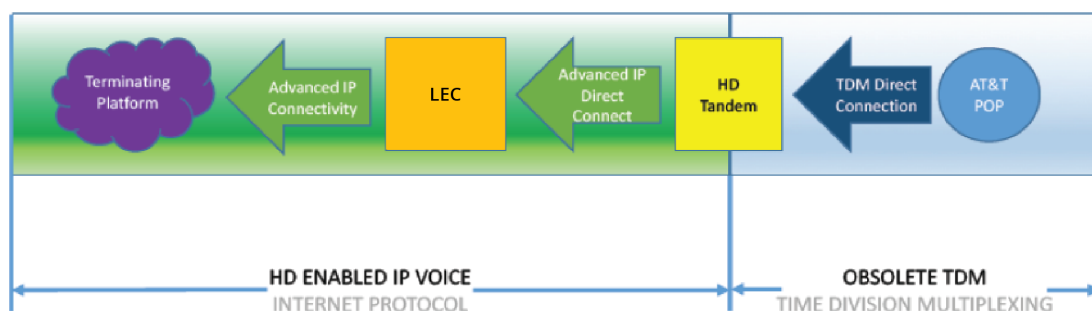 Terminating
Platform
Advanced IP
Connectivity
LEC
Advanced IP
Direct
Connect
HD
Tandem
TDM Direct
Connection
AT&T
POP
HD ENABLED IP VOICE
INTERNET PROTOCOL
OBSOLETE TDM
TIME DIVISION MULTIPLEXING